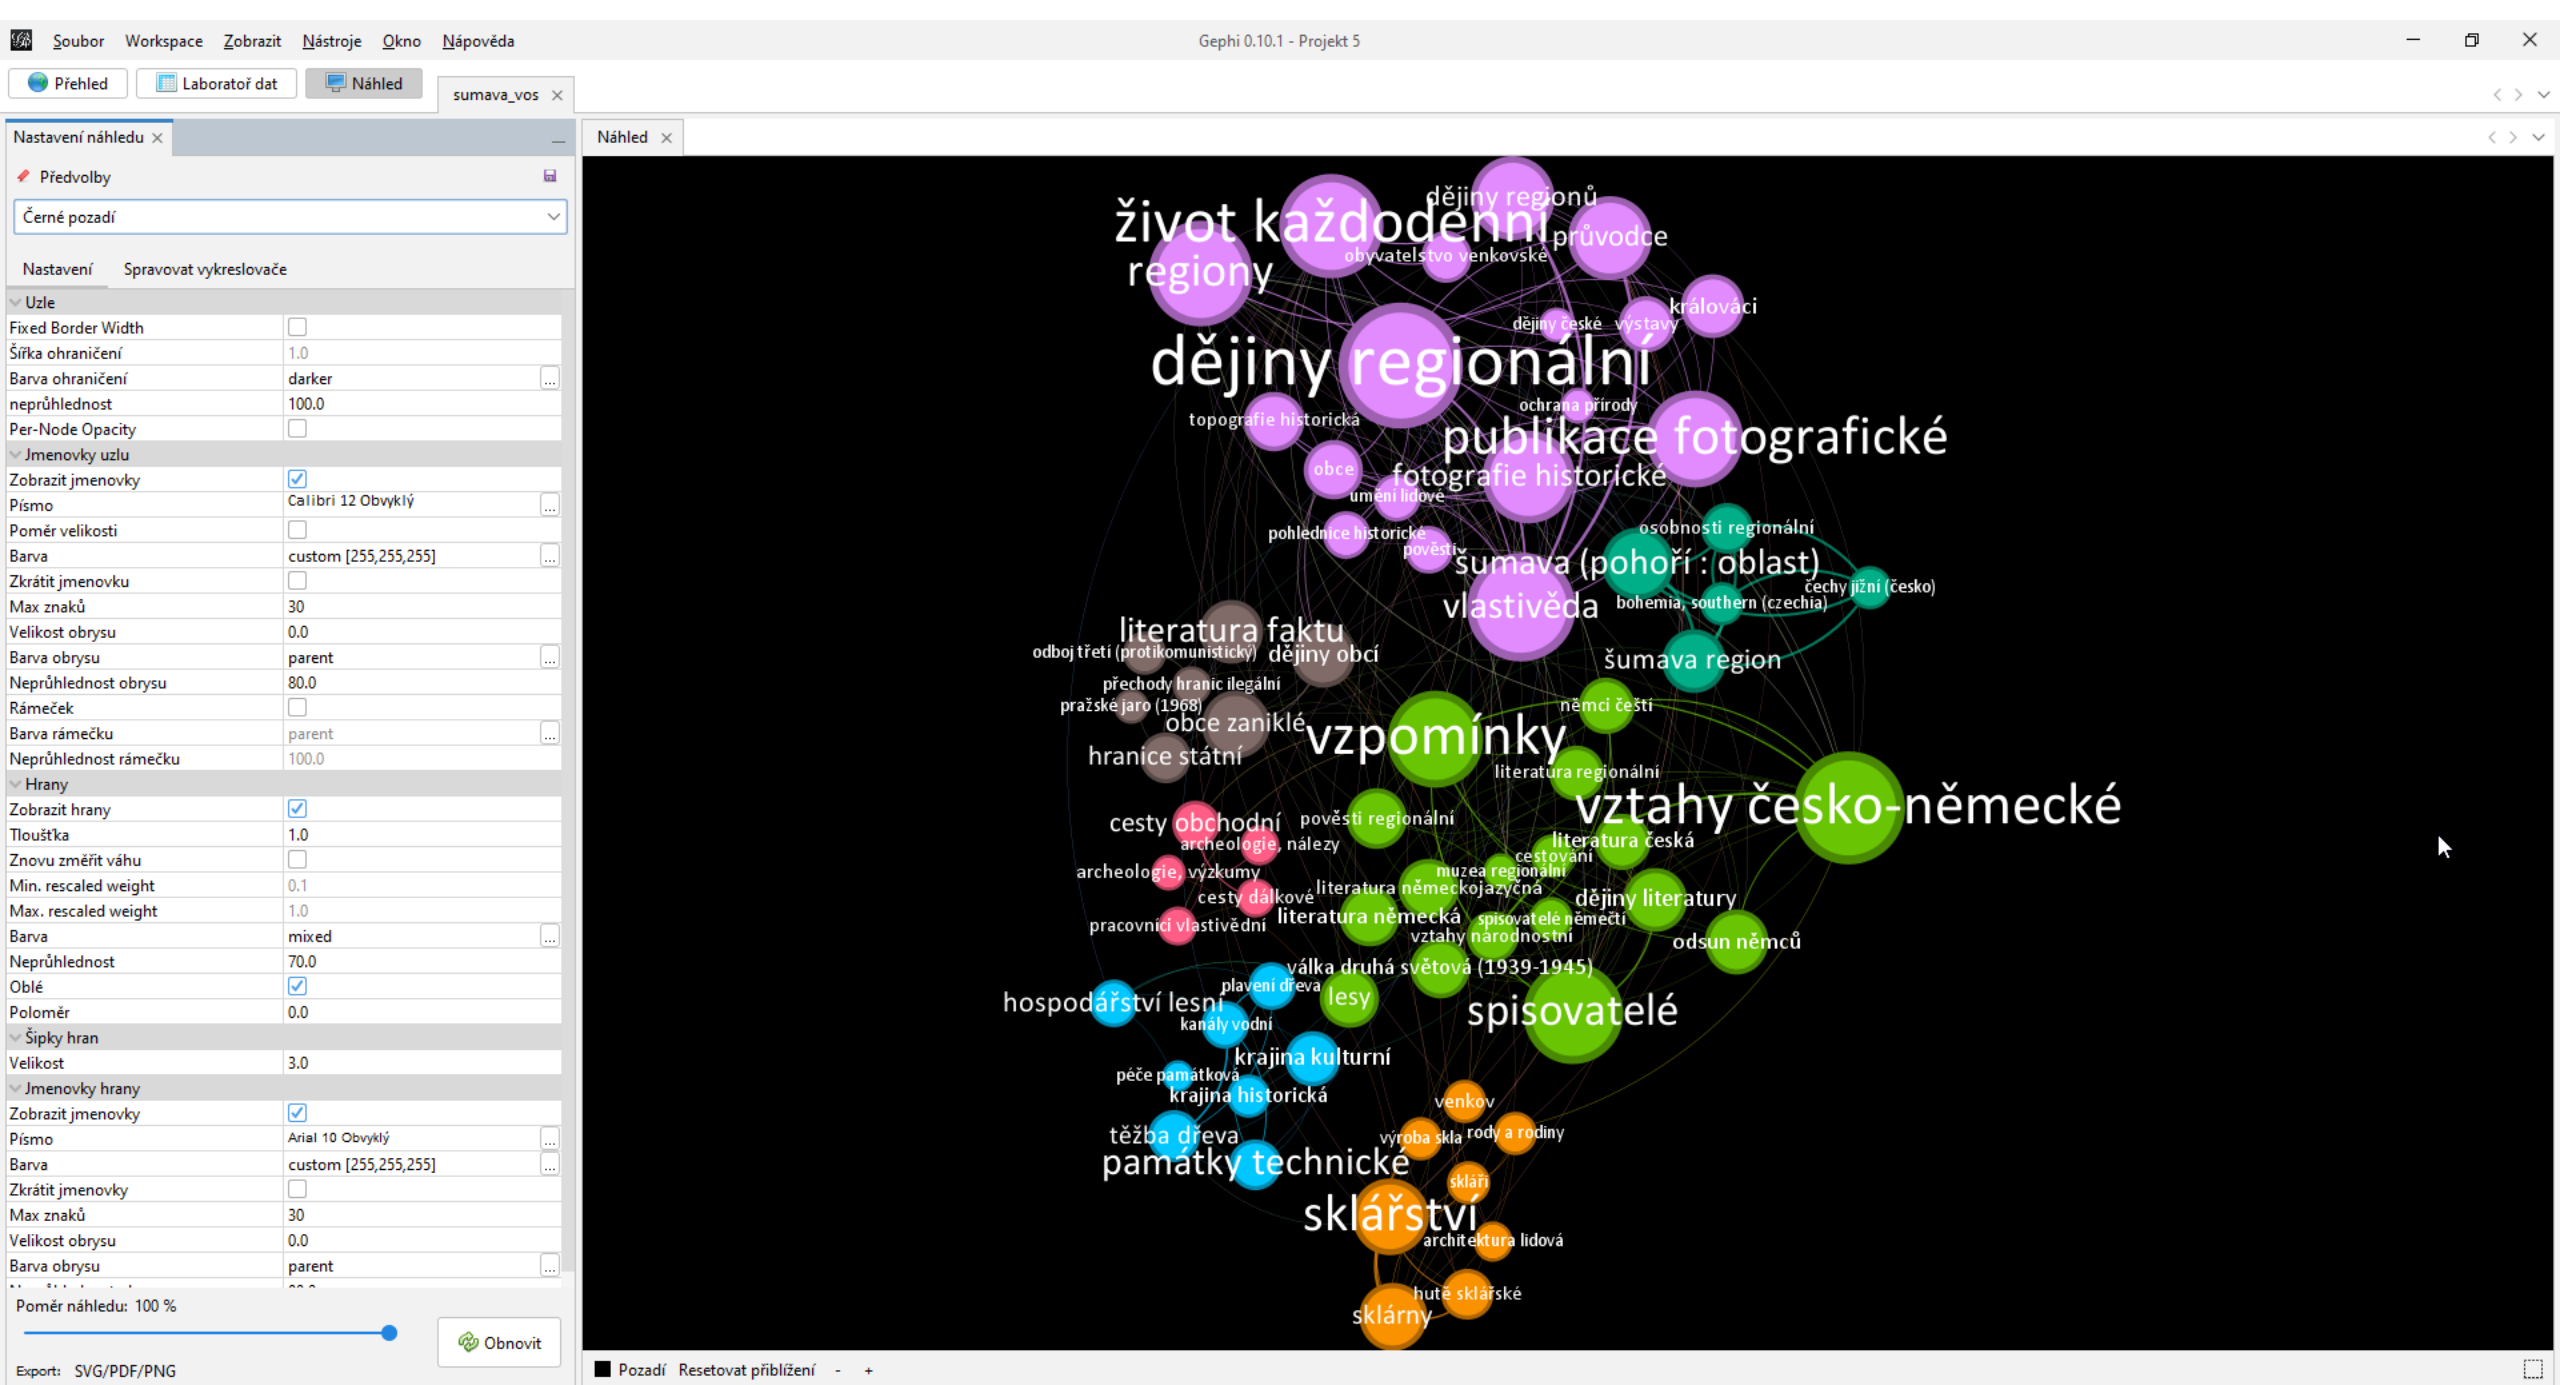 Soubor Workspace Zobrazit Nástroje Okno Nápověda
Gephi 0.10.1 - Projekt 5
Přehled
Laboratoř dat
Náhled
sumava_vos
Nastavení náhledu
Předvolby
Černé pozadí
Nastavení
Spravovat vykreslovače
Uzle
Fixed Border Width
Šířka ohraničení 1.0
Barva ohraničení darker ...
neprůhlednost 100.0
Per-Node Opacity
Jmenovky uzlu
Zobrazit jmenovky
Písmo Calibri 12 Obvyklý ...
Poměr velikosti
Barva custom [255,255,255] ...
Zkrátit jmenovku
Max znaků 30
Velikost obrysu 0.0
Barva obrysu parent ...
Neprůhlednost obrysu 80.0
Rámeček
Barva rámečku parent ...
Neprůhlednost rámečku 100.0
Hrany
Zobrazit hrany
Tloušťka 1.0
Znovu změřit váhu
Min. rescaled weight 0.1
Max. rescaled weight 1.0
Barva mixed ...
Neprůhlednost 70.0
Oblé
Poloměr 0.0
Šipky hran
Velikost 3.0
Jmenovky hrany
Zobrazit jmenovky
Písmo Arial 10 Obvyklý ...
Barva custom [255,255,255] ...
Zkrátit jmenovky
Max znaků 30
Velikost obrysu 0.0
Barva obrysu parent ...
Poměr náhledu: 100 %
Obnovit
Export: SVG/PDF/PNG
Náhled
dějiny regionů
život každodenní
průvodce
obyvatelstvo venkovské
regiony
králováci
dějiny české
výstavy
dějiny regionální
ochrana přírody
topografie historická
publikace fotografické
obce
fotografie historické
umění lidové
osobnosti regionální
pohlednice historické
pověsti
šumava (pohoří : oblast)
čechy jižní (česko)
bohemia, southern (czechia)
vlastivěda
literatura faktu
odboj třetí (protikomunistický)
dějiny obcí
šumava region
přechody hranic ilegální
pražské jaro (1968)
němci čeští
obce zaniklé
vzpomínky
hranice státní
literatura regionální
vztahy česko-německé
pověsti regionální
cesty obchodní
literatura česká
archeologie, nálezy
cestování
muzea regionální
archeologie, výzkumy
literatura německojazyčná
cesty dálkové
dějiny literatury
literatura německá
spisovatelé němečtí
pracovníci vlastivědní
vztahy národnostní
odsun němců
válka druhá světová (1939-1945)
plavení dřeva
lesy
hospodářství lesní
spisovatelé
kanály vodní
krajina kulturní
péče památková
krajina historická
venkov
těžba dřeva
výroba skla
rody a rodiny
památky technické
skláři
sklářství
architektura lidová
hutě sklářské
sklárny
Pozadí Resetovat přiblížení - +